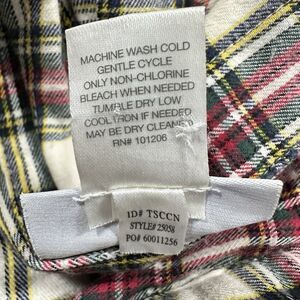 MACHINE WASH COLD
GENTLE CYCLE
ONLY NON-CHLORINE
BLEACH WHEN NEEDED
TUMBLE DRY LOW
COOL IRON IF NEEDED
MAY BE DRY CLEANED
RN# 101206
ID# TSCCN
STYLE# 25058
PO# 60011256